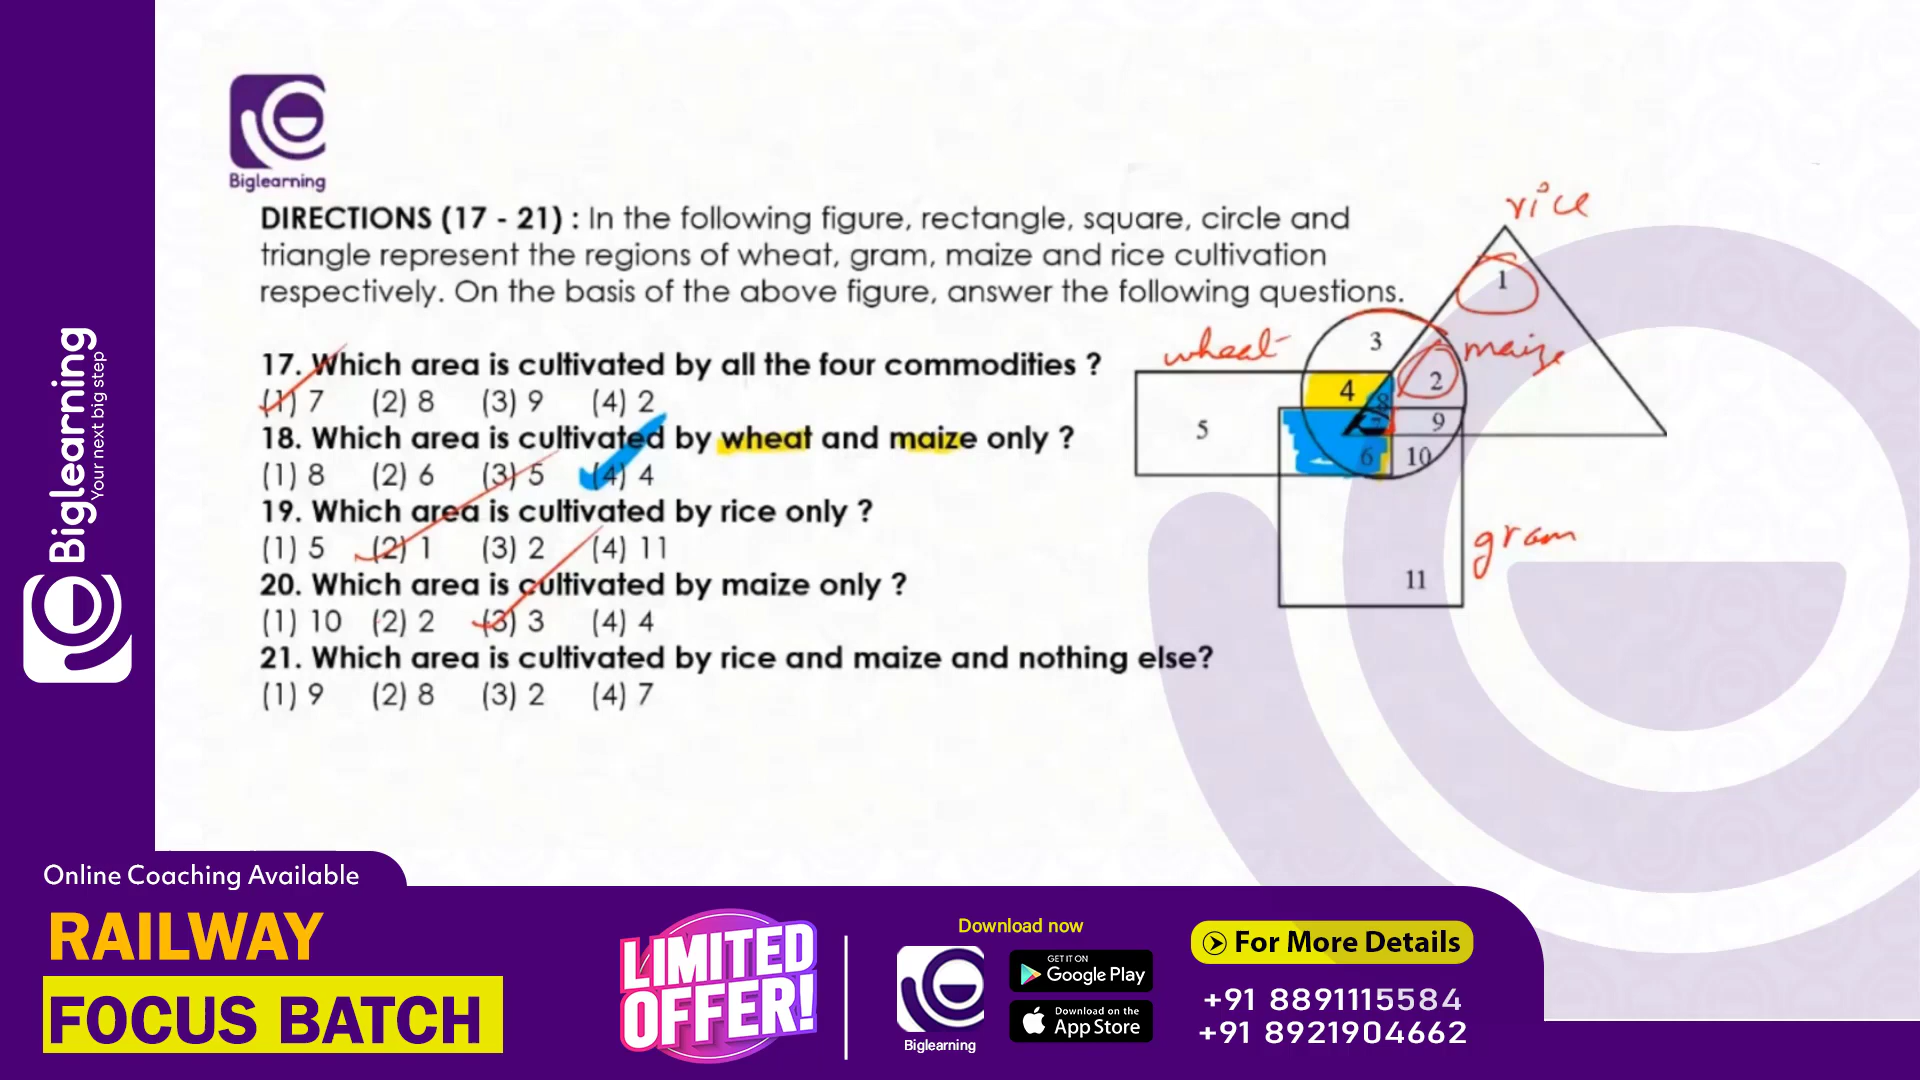 Biglearning
DIRECTIONS (17 - 21) : In the following figure, rectangle, square, circle and
triangle represent the regions of wheat, gram, maize and rice cultivation
respectively. On the basis of the above figure, answer the following questions.
17. Which area is cultivated by all the four commodities ?
(1) 7 (2) 8 (3) 9 (4) 2
18. Which area is cultivated by wheat and maize only ?
(1) 8 (2) 6 (3) 5 (4) 4
19. Which area is cultivated by rice only ?
(1) 5 (2) 1 (3) 2 (4) 11
20. Which area is cultivated by maize only ?
(1) 10 (2) 2 (3) 3 (4) 4
21. Which area is cultivated by rice and maize and nothing else?
(1) 9 (2) 8 (3) 2 (4) 7
rice
1
3
wheat
maize
4
8
2
5
7
9
6
10
gram
11
Biglearning
Your next big step
Online Coaching Available
RAILWAY
FOCUS BATCH
LIMITED
OFFER!
Download now
Biglearning
GET IT ON
Google Play
Download on the
App Store
For More Details
+91 8891115584
+91 8921904662